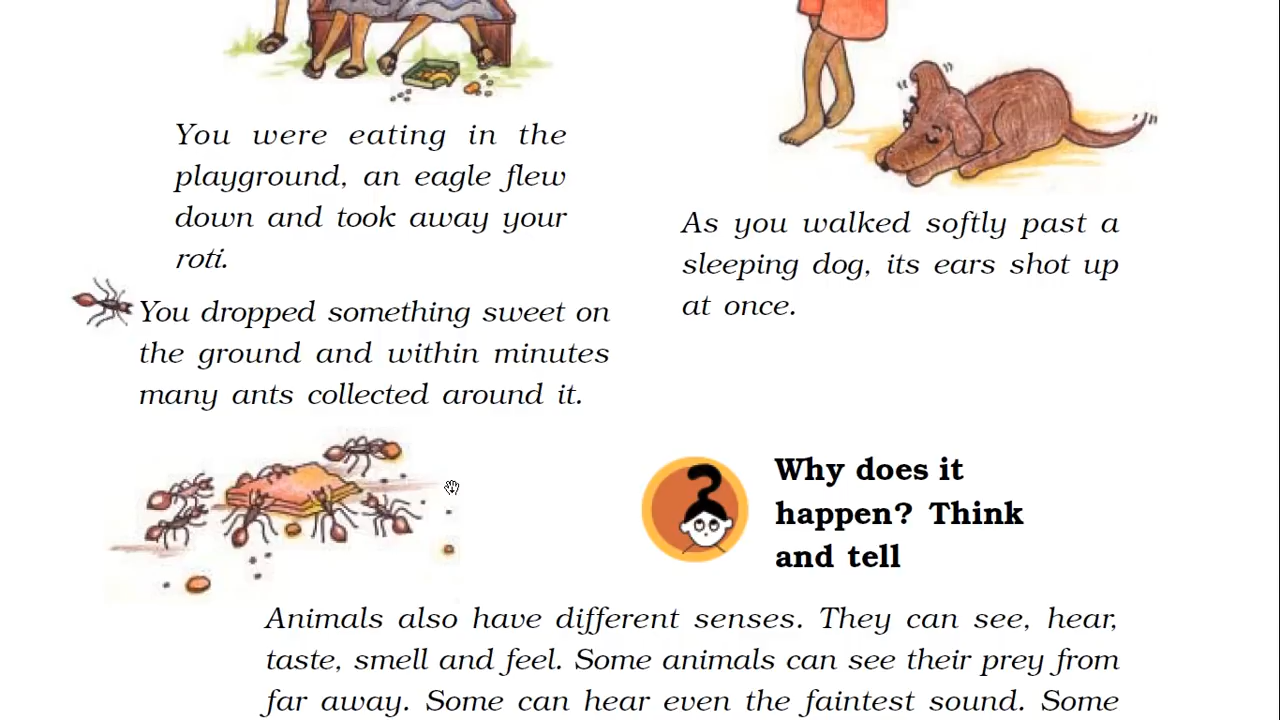 You were eating in the
playground, an eagle flew
down and took away your
roti.
You dropped something sweet on
the ground and within minutes
many ants collected around it.
As you walked softly past a
sleeping dog, its ears shot up
at once.
Why does it
happen? Think
and tell
Animals also have different senses. They can see, hear,
taste, smell and feel. Some animals can see their prey from
far away. Some can hear even the faintest sound. Some